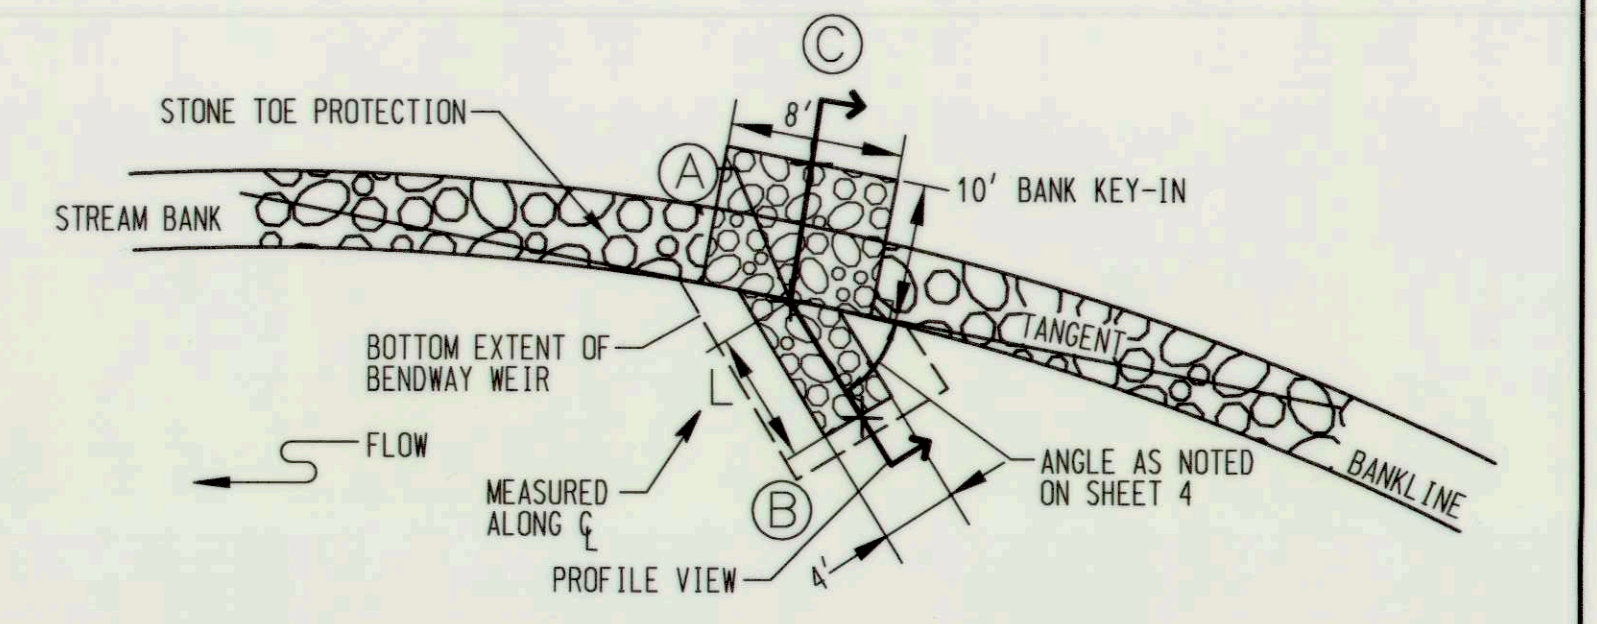 C
8'
STONE TOE PROTECTION
A
10' BANK KEY-IN
STREAM BANK
TANGENT
BOTTOM EXTENT OF
BENDWAY WEIR
L
FLOW
ANGLE AS NOTED
ON SHEET 4
BANKLINE
MEASURED
ALONG ℄
B
PROFILE VIEW
4'